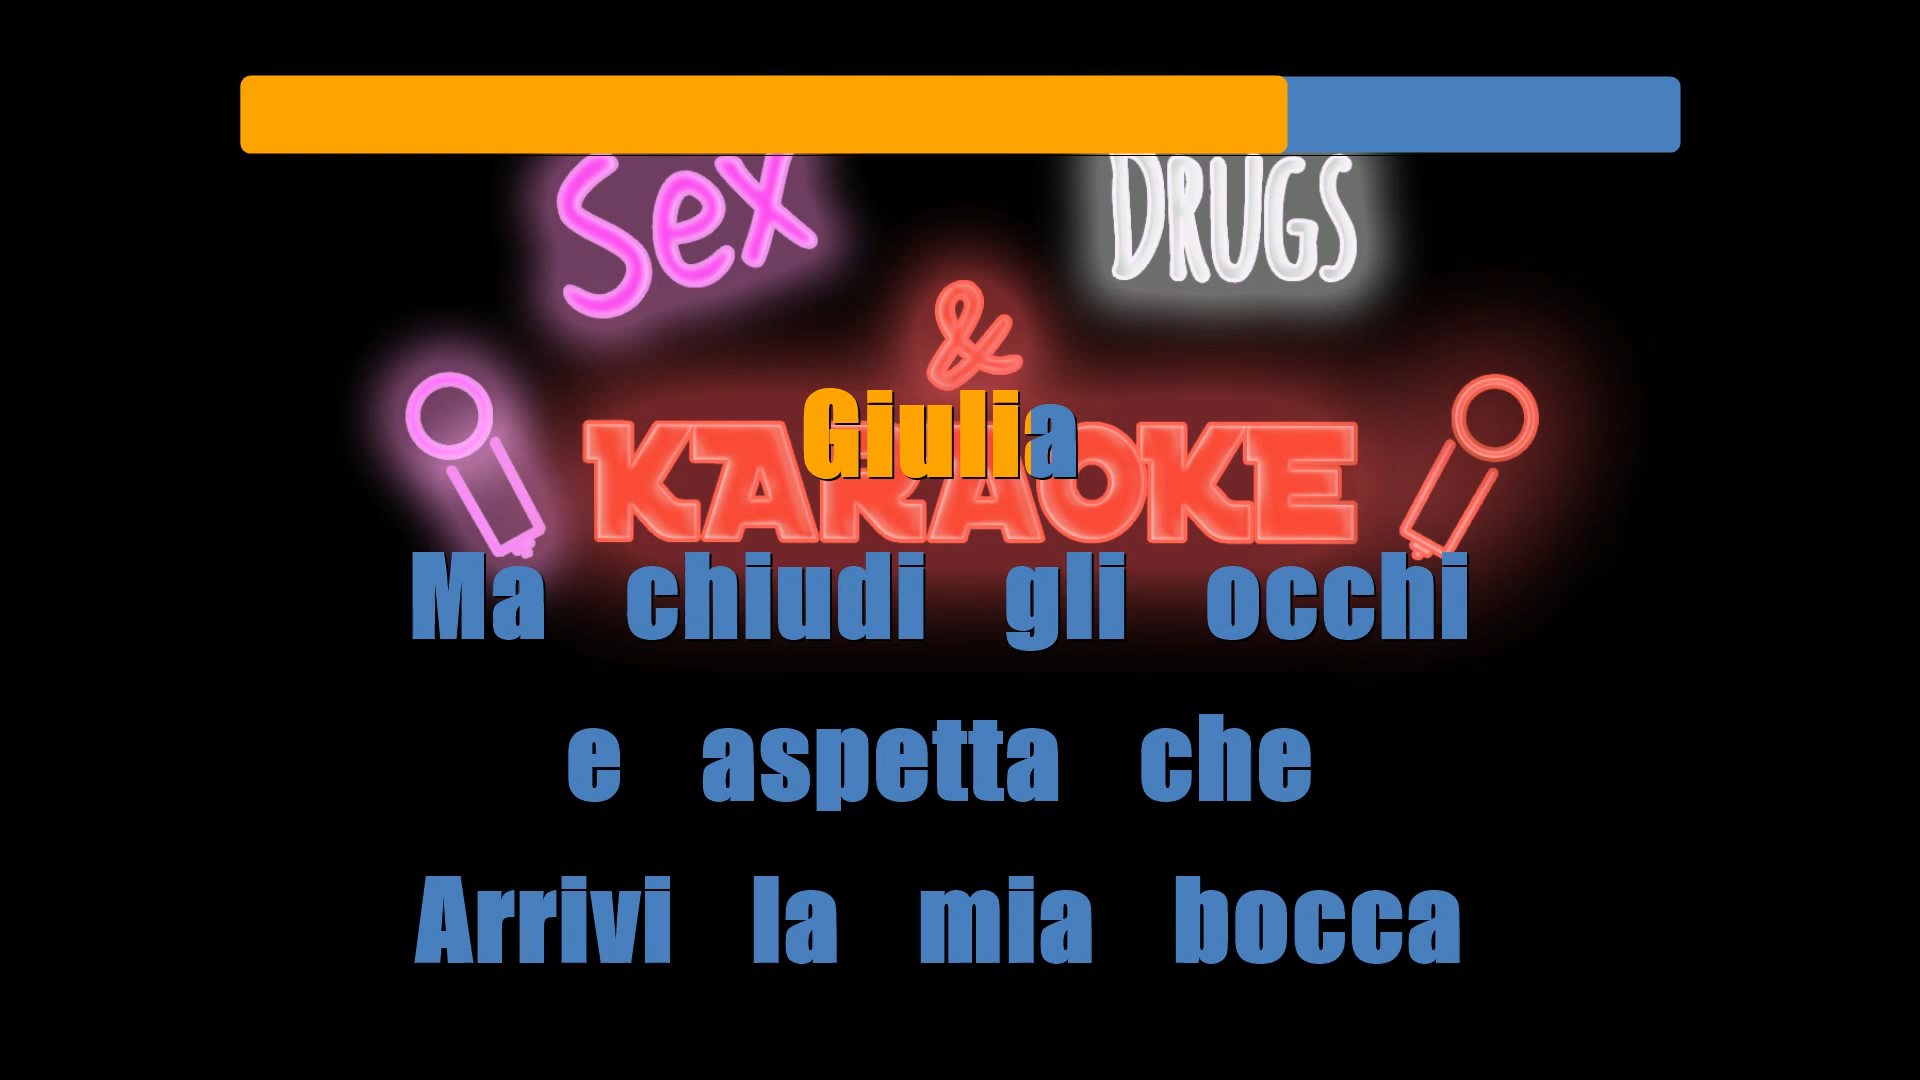 Sex DRUGS
&
KARAOKE
Giulia
Ma chiudi gli occhi
e aspetta che
Arrivi la mia bocca